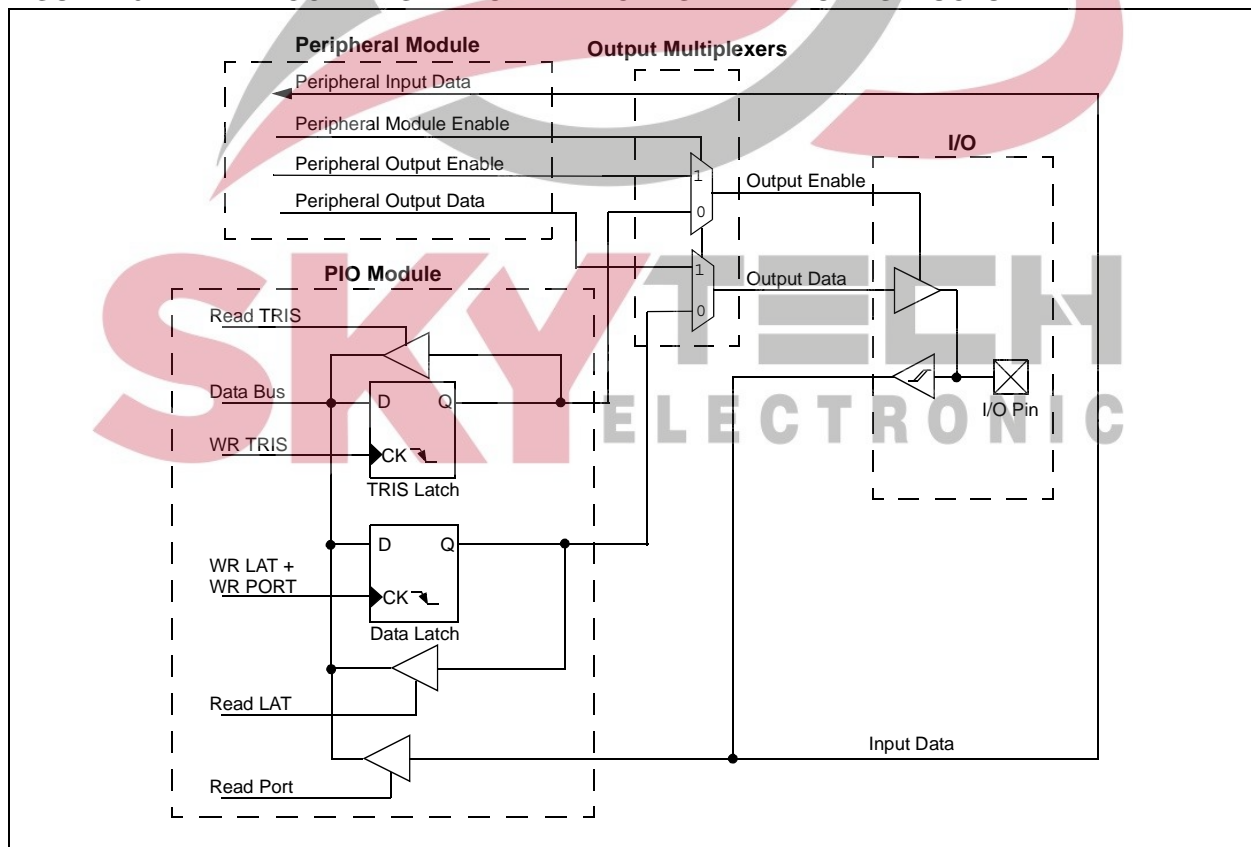 Peripheral Module
Output Multiplexers
Peripheral Input Data
Peripheral Module Enable
I/O
Peripheral Output Enable
1
Output Enable
Peripheral Output Data
0
PIO Module
1
Output Data
0
Read TRIS
Data Bus
D
Q
I/O Pin
WR TRIS
CK
TRIS Latch
D
Q
WR LAT +
WR PORT
CK
Data Latch
Read LAT
Input Data
Read Port
SKYTECH
ELECTRONIC